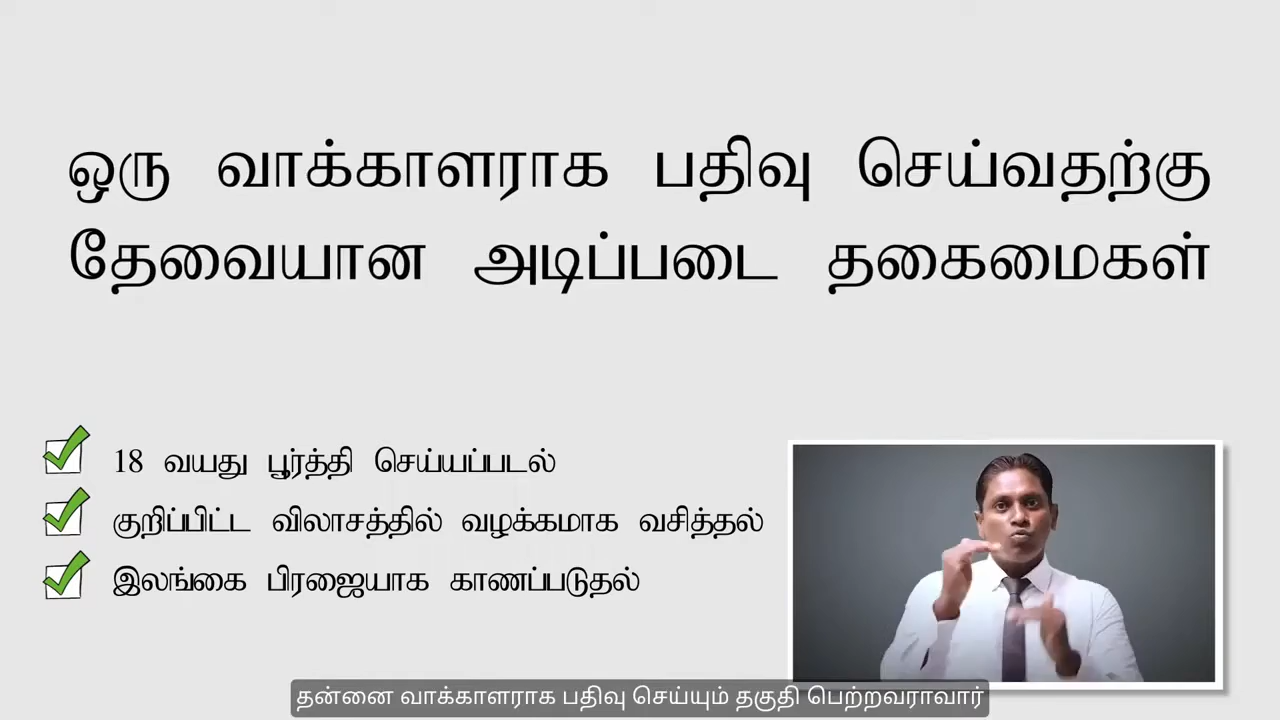 ஒரு வாக்காளராக பதிவு செய்வதற்கு
தேவையான அடிப்படை தகைமைகள்
18 வயது பூர்த்தி செய்யப்படல்
குறிப்பிட்ட விலாசத்தில் வழக்கமாக வசித்தல்
இலங்கை பிரஜையாக காணப்படுதல்
தன்னை வாக்காளராக பதிவு செய்யும் தகுதி பெற்றவராவார்